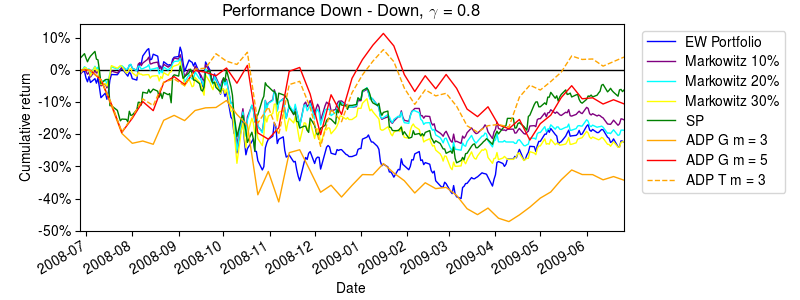 Performance Down - Down, γ = 0.8
Cumulative return
10%
0%
-10%
-20%
-30%
-40%
-50%
2008-07
2008-08
2008-09
2008-10
2008-11
2008-12
2009-01
2009-02
2009-03
2009-04
2009-05
2009-06
Date
EW Portfolio
Markowitz 10%
Markowitz 20%
Markowitz 30%
SP
ADP G m = 3
ADP G m = 5
ADP T m = 3